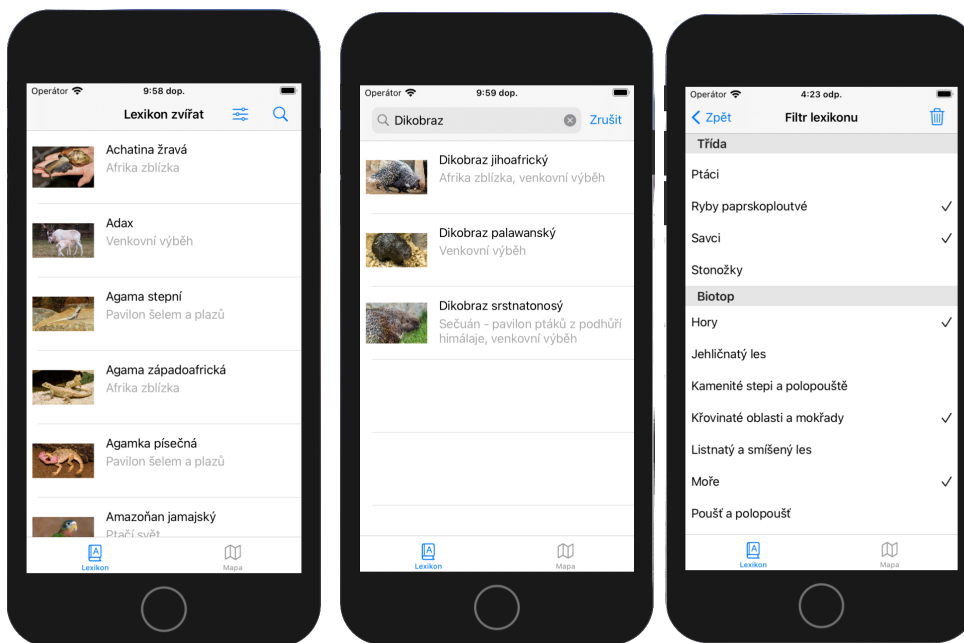 Operátor 9:58 dop.
Lexikon zvířat
Achatina žravá
Afrika zblízka
Adax
Venkovní výběh
Agama stepní
Pavilon šelem a plazů
Agama západoafrická
Afrika zblízka
Agamka písečná
Pavilon šelem a plazů
Amazoňan jamajský
Ptačí svět
A
Lexikon Mapa
Operátor 9:59 dop.
Dikobraz Zrušit
Dikobraz jihoafrický
Afrika zblízka, venkovní výběh
Dikobraz palawanský
Venkovní výběh
Dikobraz srstnatonosý
Sečuán - pavilon ptáků z podhůří
himálaje, venkovní výběh
A
Lexikon Mapa
Operátor 4:23 odp.
Zpět Filtr lexikonu
Třída
Ptáci
Ryby paprskoploutvé
Savci
Stonožky
Biotop
Hory
Jehličnatý les
Kamenité stepi a polopouště
Křovinaté oblasti a mokřady
Listnatý a smíšený les
Moře
Poušť a polopoušť
A
Lexikon Mapa